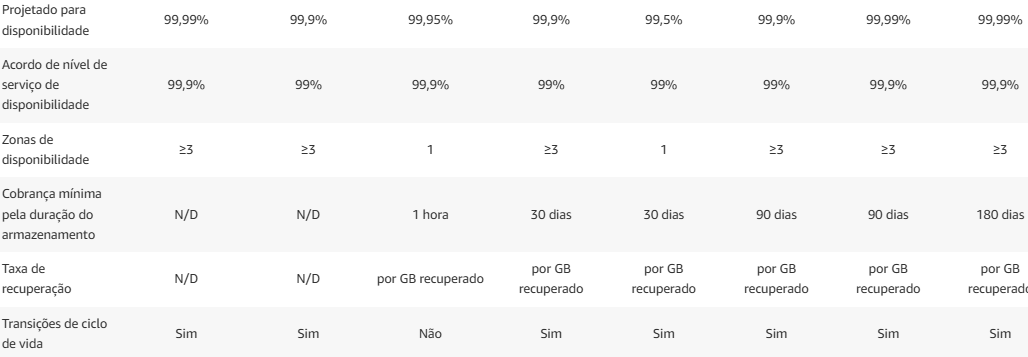 Projetado para
disponibilidade
99,99% 99,9% 99,95% 99,9% 99,5% 99,9% 99,99% 99,99%
Acordo de nível de
serviço de
disponibilidade
99,9% 99% 99,9% 99% 99% 99% 99,9% 99,9%
Zonas de
disponibilidade
≥3 ≥3 1 ≥3 1 ≥3 ≥3 ≥3
Cobrança mínima
pela duração do
armazenamento
N/D N/D 1 hora 30 dias 30 dias 90 dias 90 dias 180 dias
Taxa de
recuperação
N/D N/D por GB recuperado por GB recuperado por GB recuperado por GB recuperado por GB recuperado por GB recuperado
Transições de ciclo
de vida
Sim Sim Não Sim Sim Sim Sim Sim